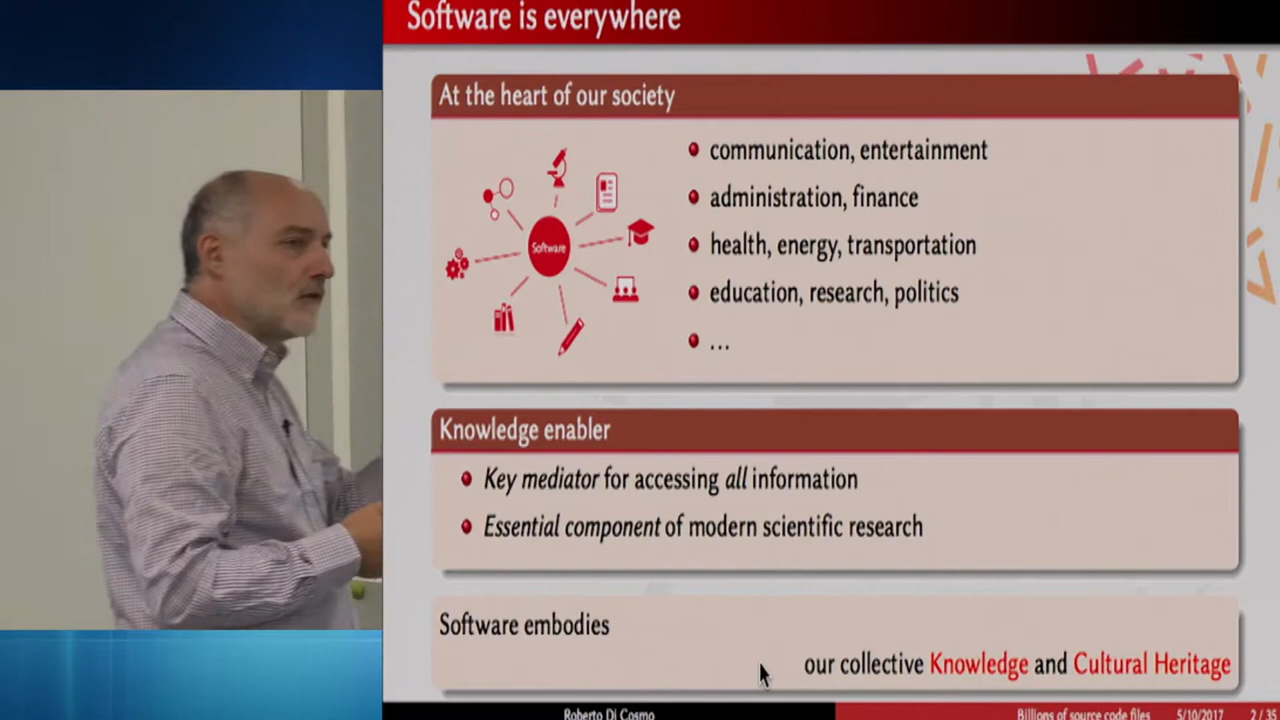 Software is everywhere
At the heart of our society
Software
communication, entertainment
administration, finance
health, energy, transportation
education, research, politics
...
Knowledge enabler
Key mediator for accessing all information
Essential component of modern scientific research
Software embodies
our collective Knowledge and Cultural Heritage
Roberto Di Cosmo
Billions of source code files 5/10/2017 2 / 35